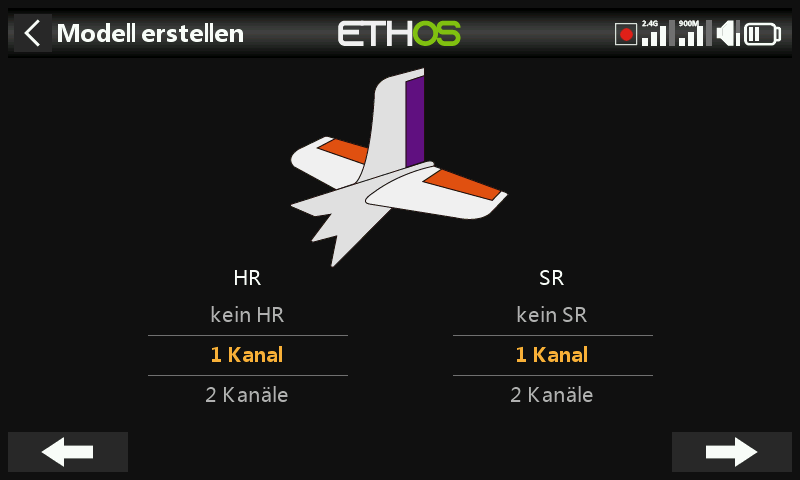 Modell erstellen
ETHOS
2.4G
900M
HR
SR
kein HR
kein SR
1 Kanal
1 Kanal
2 Kanäle
2 Kanäle